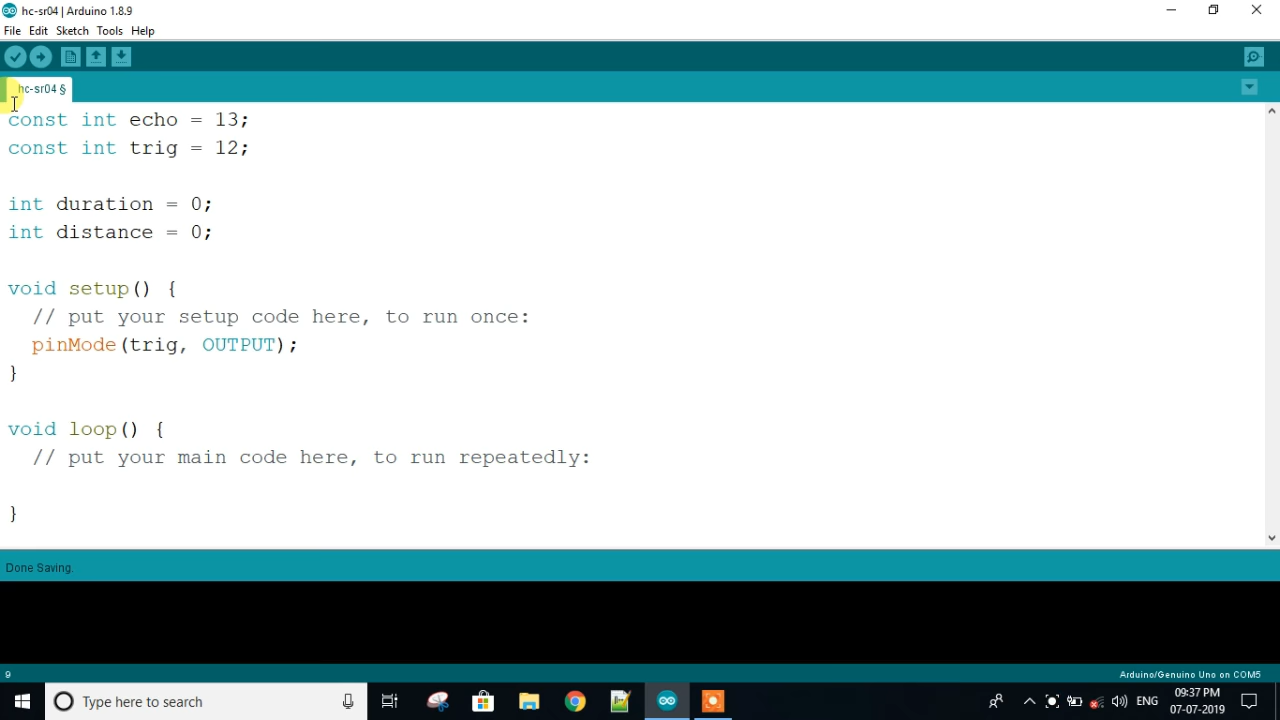 hc-sr04 | Arduino 1.8.9
File Edit Sketch Tools Help
hc-sr04 §
const int echo = 13;
const int trig = 12;
int duration = 0;
int distance = 0;
void setup() {
// put your setup code here, to run once:
pinMode(trig, OUTPUT);
}
void loop() {
// put your main code here, to run repeatedly:
}
Done Saving.
9
Arduino/Genuino Uno on COM5
Type here to search
ENG
09:37 PM
07-07-2019